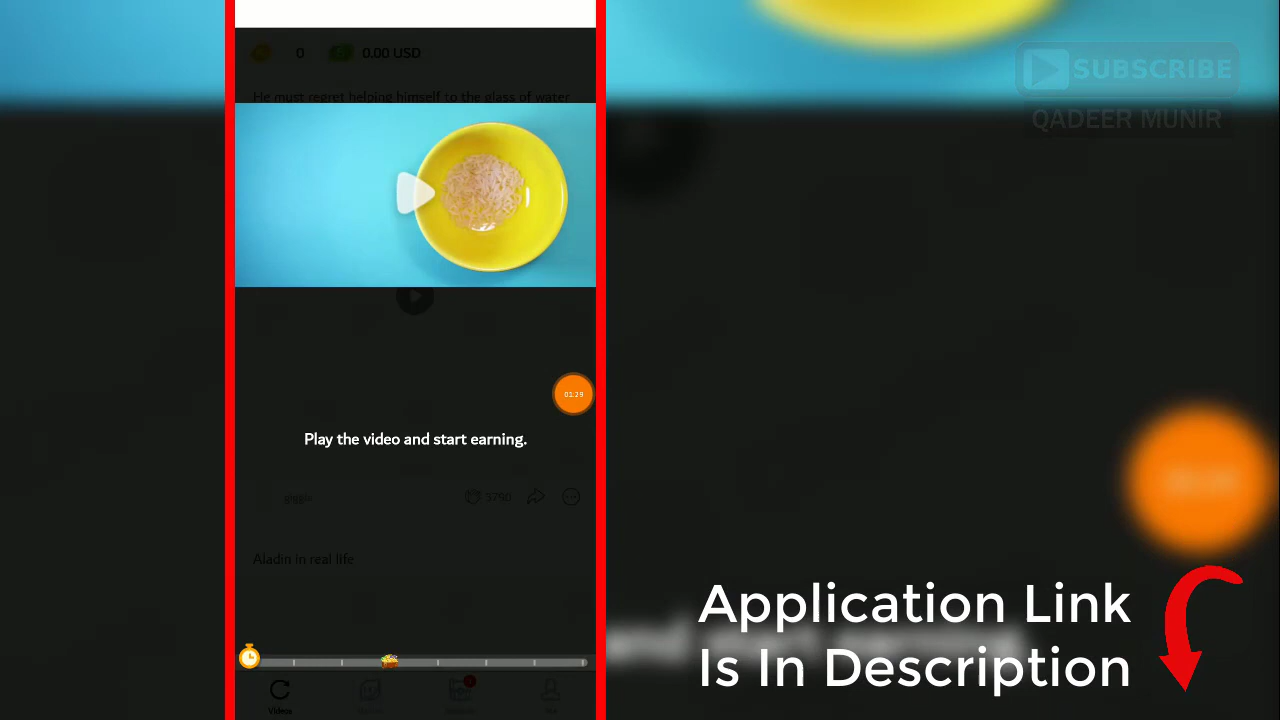 0
0.00 USD
He must regret helping himself to the glass of water
SUBSCRIBE
QADEER MUNIR
01:29
Play the video and start earning.
giggle
3790
Aladin in real life
Application Link
Is In Description
Videos